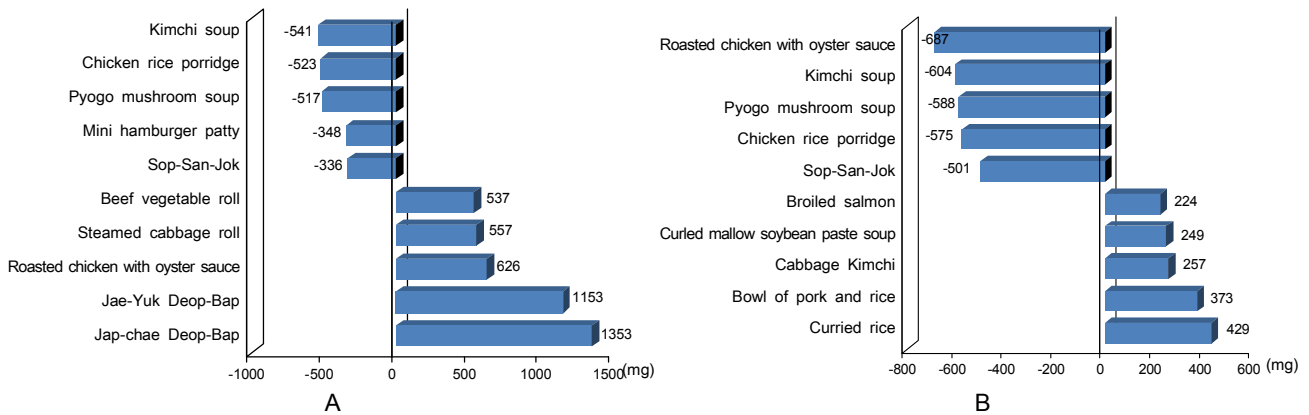 Kimchi soup -541
Chicken rice porridge -523
Pyogo mushroom soup -517
Mini hamburger patty -348
Sop-San-Jok -336
Beef vegetable roll 537
Steamed cabbage roll 557
Roasted chicken with oyster sauce 626
Jae-Yuk Deop-Bap 1153
Jap-chae Deop-Bap 1353
-1000 -500 0 500 1000 1500 (mg)
A
Roasted chicken with oyster sauce -687
Kimchi soup -604
Pyogo mushroom soup -588
Chicken rice porridge -575
Sop-San-Jok -501
Broiled salmon 224
Curled mallow soybean paste soup 249
Cabbage Kimchi 257
Bowl of pork and rice 373
Curried rice 429
-800 -600 -400 -200 0 200 400 600 (mg)
B